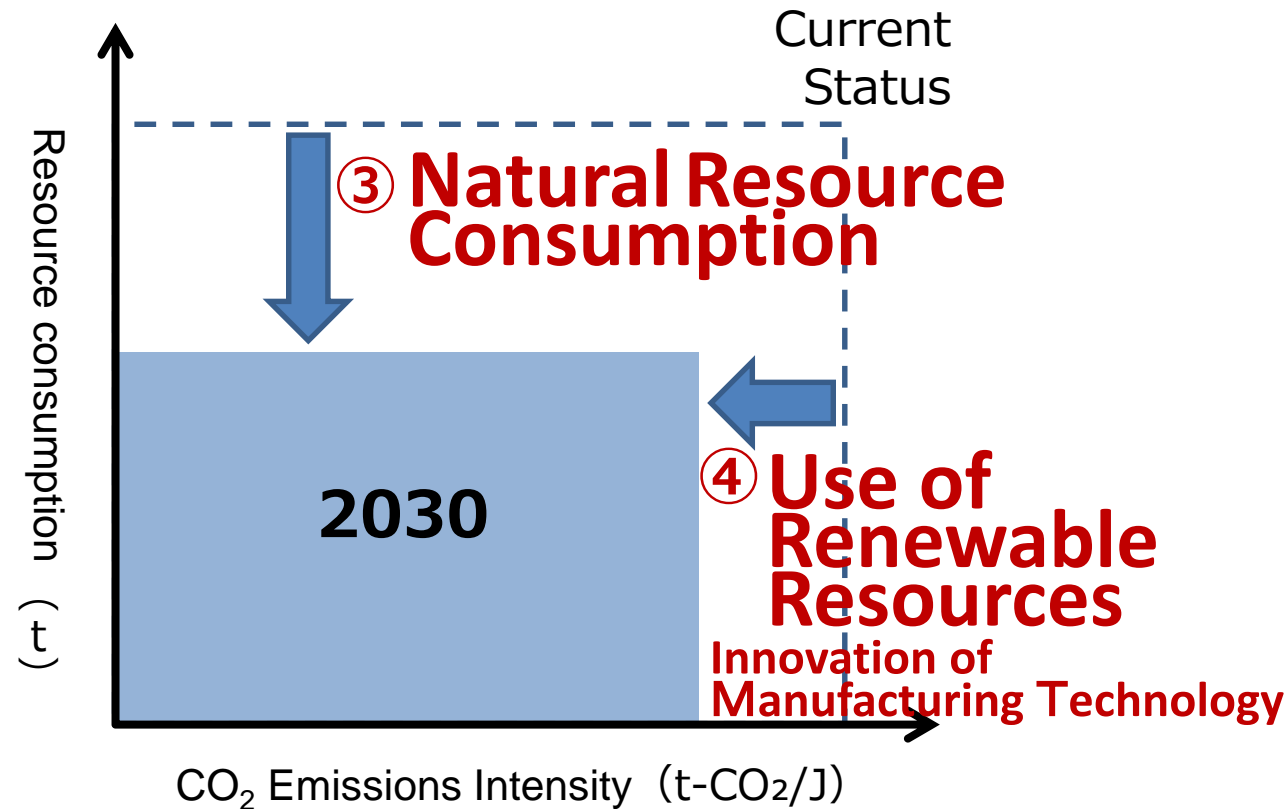 Current
Status
③ Natural Resource
Consumption
Resource consumption （t）
2030
④ Use of
Renewable
Resources
Innovation of
Manufacturing Technology
CO₂ Emissions Intensity（t-CO₂/J）